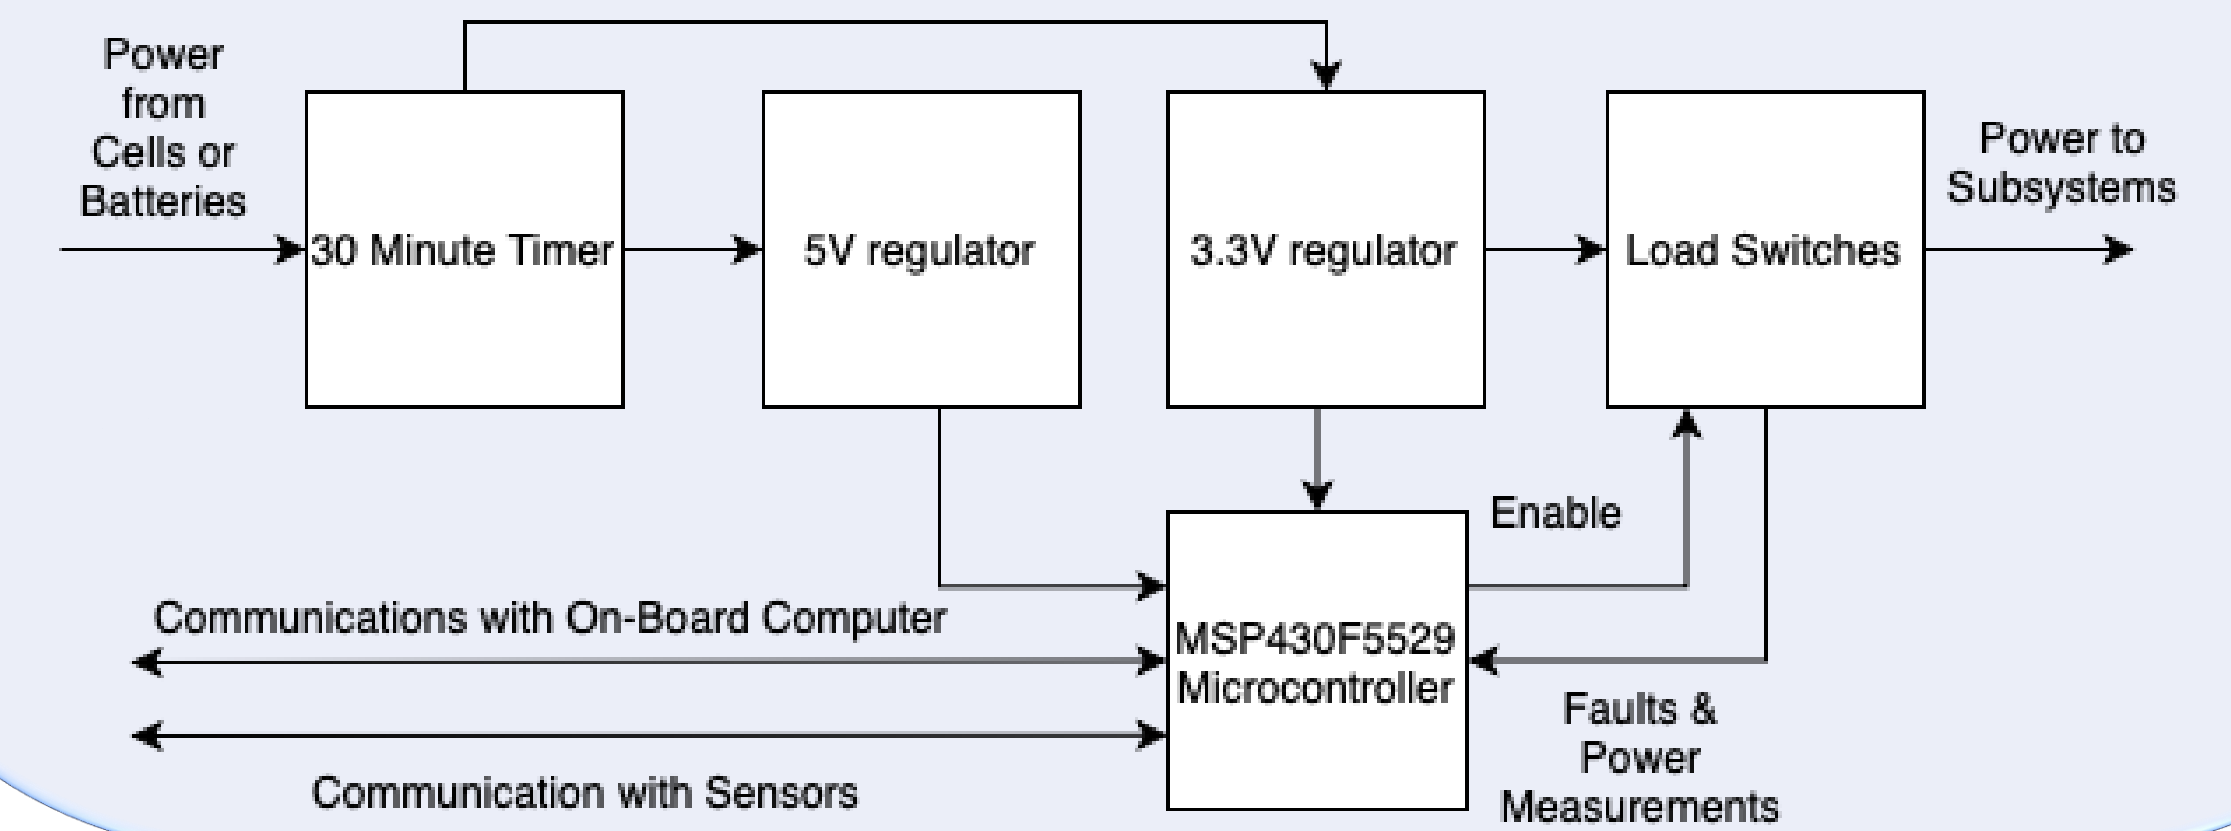 Power
from
Cells or
Batteries
30 Minute Timer
5V regulator
3.3V regulator
Load Switches
Power to
Subsystems
Enable
Communications with On-Board Computer
MSP430F5529
Microcontroller
Communication with Sensors
Faults &
Power
Measurements